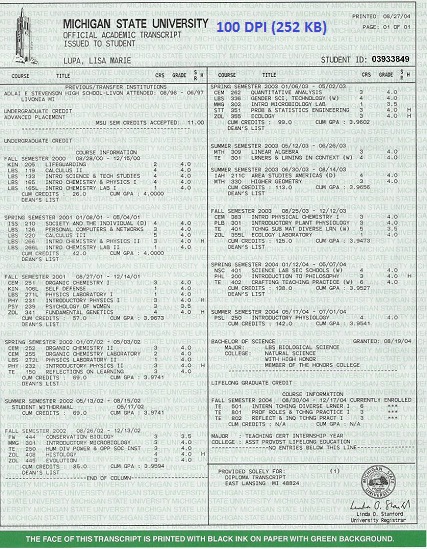 MICHIGAN STATE UNIVERSITY
100 DPI (252 KB)
PRINTED 08/27/04
OFFICIAL ACADEMIC TRANSCRIPT
PAGE: 01 OF 01
ISSUED TO STUDENT
LUPA, LISA MARIE
STUDENT ID: 03933849
COURSE TITLE CRS GRADE R H
PREVIOUS/TRANSFER INSTITUTIONS
ADLAI E STEVENSON HIGH SCHOOL-LIVON ATTENDED: 08/96 - 06/97
LIVONIA MI
UNDERGRADUATE CREDIT
ADVANCED PLACEMENT
MSU SEM CREDITS ACCEPTED: 11.00
UNDERGRADUATE CREDIT
COURSE INFORMATION
FALL SEMESTER 2000 08/28/00 - 12/15/00
KIN 205 LIFEGUARDING 2 4.0
LBS 119 CALCULUS II 4 4.0
LBS 133 INTRO SCIENCE & TECH STUDIES 4 4.0
LBS 165 INTRO CHEMISTRY I 4 4.0
LBS 165L INTRO CHEMISTRY LAB I 1 4.0
CUM CREDITS : 26.0 CUM GPA : 4.0000
DEAN'S LIST
SPRING SEMESTER 2001 01/08/01 - 05/04/01
ISS 210 SOCIETY AND THE INDIVIDUAL (D) 4 4.0
LBS 126 PERSONAL COMPUTERS & NETWORKS 3 4.0
LBS 220 CALCULUS III 4 4.0
LBS 266 INTRO CHEMISTRY & PHYSICS II 3 4.0 H
LBS 266L INTRO CHEMISTRY LAB II 2 4.0
CUM CREDITS : 42.0 CUM GPA : 4.0000
DEAN'S LIST
FALL SEMESTER 2001 08/27/01 - 12/14/01
CEM 251 ORGANIC CHEMISTRY I 3 4.0
KIN 106E SELF DEFENSE 1 4.0
LBS 271L PHYSICS LABORATORY I 1 4.0
PHY 231 INTRODUCTORY PHYSICS I 3 4.0 H
PSY 239 PSYCHOLOGY OF WOMEN 3 3.5
ZOL 341 FUNDAMENTAL GENETICS 4 4.0 H
CUM CREDITS : 57.0 CUM GPA : 3.9673
DEAN'S LIST
SPRING SEMESTER 2002 01/07/02 - 05/03/02
CEM 252 ORGANIC CHEMISTRY II 3 4.0
CEM 255 ORGANIC CHEMISTRY LABORATORY 2 4.0
LBS 272L PHYSICS LABORATORY II 1 4.0
PHY 232 INTRODUCTORY PHYSICS II 3 4.0 H
TE 150 REFLECTIONS ON LEARNING 3 4.0
CUM CREDITS : 69.0 CUM GPA : 3.9741
DEAN'S LIST
SUMMER SEMESTER 2002 05/13/02 - 08/15/02
STUDENT WITHDRAWAL 05/17/02
CUM CREDITS : 69.0 CUM GPA : 3.9741
FALL SEMESTER 2002 08/26/02 - 12/13/02
FW 444 CONSERVATION BIOLOGY 3 3.5
MMG 301 INTRODUCTORY MICROBIOLOGY 3 4.0
TE 250 HUM DIV POWER & OPP SOC INST 3 4.0
ZOL 408 HISTOLOGY 4 4.0 H
ZOL 445 EVOLUTION 3 4.0
CUM CREDITS : 85.0 CUM GPA : 3.9594
DEAN'S LIST
END OF COLUMN
COURSE TITLE CRS GRADE R H
SPRING SEMESTER 2003 01/06/03 - 05/02/03
CEM 262 QUANTITATIVE ANALYSIS 3 4.0
LBS 336 GENDER SCI, TECHNOLOGY (W) 4 4.0
MMG 302 INTRO MICROBIOLOGY LAB 1 3.5
STT 351 PROB & STATISTICS ENGINEERING 3 4.0 H
ZOL 355 ECOLOGY 3 4.0 H
CUM CREDITS : 99.0 CUM GPA : 3.9602
DEAN'S LIST
SUMMER SEMESTER 2003 05/12/03 - 06/26/03
MTH 309 LINEAR ALGEBRA 3 4.0
TE 301 LRNERS & LRNING IN CONTEXT (W) 4 4.0
SUMMER SEMESTER 2003 06/30/03 - 08/14/03
IAH 211C AREA STUDIES AMERICAS (D) 4 4.0
MTH 330 HIGHER GEOMETRY 3 4.0
CUM CREDITS : 113.0 CUM GPA : 3.9656
DEAN'S LIST
FALL SEMESTER 2003 08/25/03 - 12/12/03
CEM 383 INTRO PHYSICAL CHEMISTRY I 3 4.0
PLB 301 INTRODUCTORY PLANT PHYSIOLOGY 3 4.0
TE 401 TCHNG SUB MAT DIVERSE LRN (W) 5 3.5
ZOL 355L ECOLOGY LABORATORY 1 4.0
CUM CREDITS : 125.0 CUM GPA : 3.9473
DEAN'S LIST
SPRING SEMESTER 2004 01/12/04 - 05/07/04
NSC 401 SCIENCE LAB SEC SCHOOLS (W) 4 4.0
PHL 200 INTRODUCTION TO PHILOSOPHY 3 4.0 H
TE 402 CRAFTING TEACHING PRACTICE (W) 6 4.0
CUM CREDITS : 138.0 CUM GPA : 3.9527
DEAN'S LIST
SUMMER SEMESTER 2004 05/17/04 - 07/01/04
PSL 250 INTRODUCTORY PHYSIOLOGY 4 4.0
CUM CREDITS : 142.0 CUM GPA : 3.9541
BACHELOR OF SCIENCE GRANTED: 08/19/04
MAJOR: LBS BIOLOGICAL SCIENCE
COLLEGE: NATURAL SCIENCE
WITH HIGH HONOR
MEMBER OF THE HONORS COLLEGE
LIFELONG GRADUATE CREDIT
COURSE INFORMATION
FALL SEMESTER 2004 08/30/04 - 12/17/04 CURRENTLY ENROLLED
TE 501 INTERN TCHING DIVERSE LRNER I 6 ***
TE 801 PROF ROLES & TCHNG PRACTICE I 3 ***
TE 803 REFLECT & INQ TCHNG PRACT I 3 ***
CUM CREDITS : N/A CUM GPA : N/A
MAJOR : TEACHING CERT INTERNSHIP YEAR
COLLEGE : ASST PROVOST LIFELONG EDUCATION
NO ENTRIES BELOW THIS LINE
PROVIDED SOLELY FOR: (1)
DIPLOMA TRANSCRIPT
EAST LANSING MI 48824
Linda O. Stanford
University Registrar
THE FACE OF THIS TRANSCRIPT IS PRINTED WITH BLACK INK ON PAPER WITH GREEN BACKGROUND.